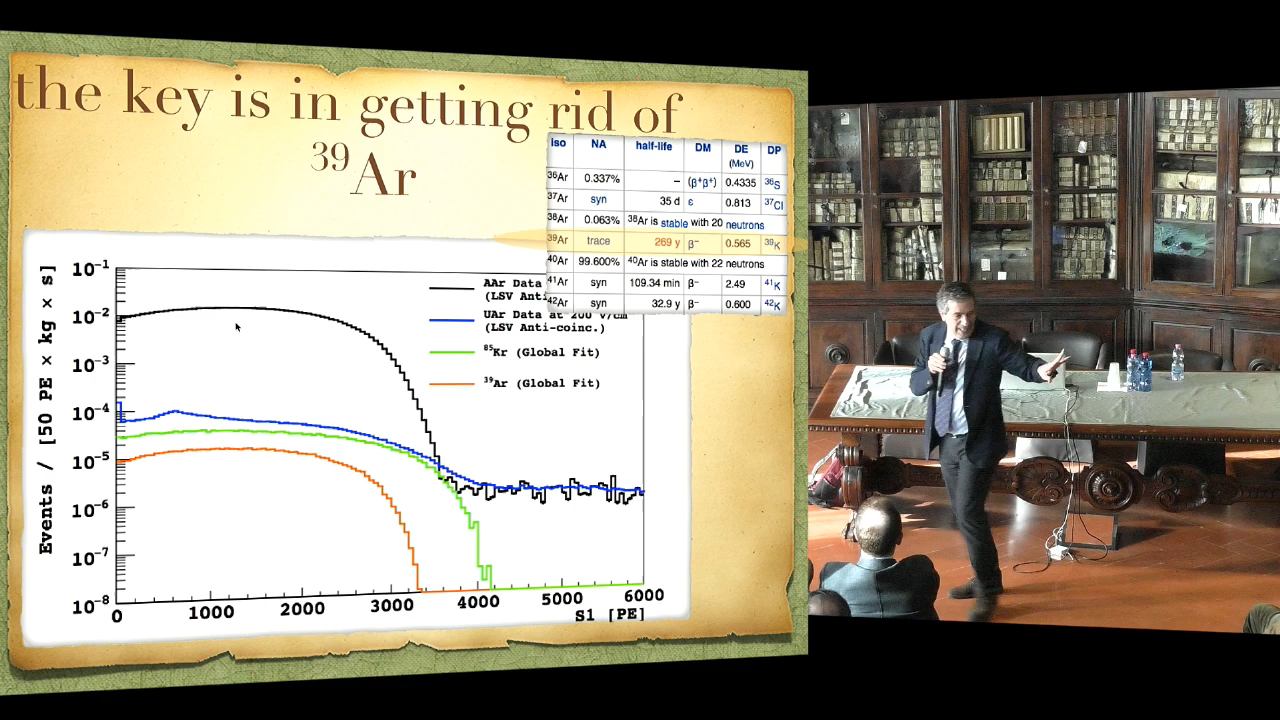 the key is in getting rid of
³⁹Ar
Iso NA half-life DM DE (MeV) DP
³⁶Ar 0.337% – (β⁺β⁺) 0.4335 ³⁶S
³⁷Ar syn 35 d ε 0.813 ³⁷Cl
³⁸Ar 0.063% ³⁸Ar is stable with 20 neutrons
³⁹Ar trace 269 y β⁻ 0.565 ³⁹K
⁴⁰Ar 99.600% ⁴⁰Ar is stable with 22 neutrons
⁴¹Ar syn 109.34 min β⁻ 2.49 ⁴¹K
⁴²Ar syn 32.9 y β⁻ 0.600 ⁴²K
AAr Data
(LSV Anti
UAr Data at 200 V/cm
(LSV Anti-coinc.)
⁸⁵Kr (Global Fit)
³⁹Ar (Global Fit)
Events / [50 PE × kg × s]
10⁻¹
10⁻²
10⁻³
10⁻⁴
10⁻⁵
10⁻⁶
10⁻⁷
10⁻⁸
0 1000 2000 3000 4000 5000 6000
S1 [PE]